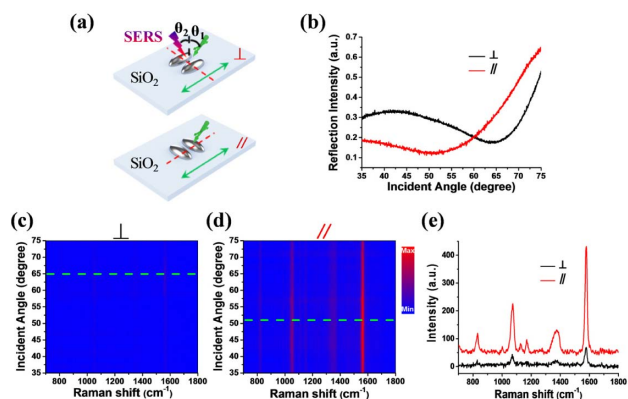 (a)
SERS θ₂ θ₁
SiO₂ ⊥
SiO₂ //
(b)
Reflection Intensity (a.u.)
0.7
0.6
0.5
0.4
0.3
0.2
0.1
⊥
//
35 40 45 50 55 60 65 70 75
Incident Angle (degree)
(c)
⊥
Incident Angle (degree)
75
70
65
60
55
50
45
40
35
800 1000 1200 1400 1600 1800
Raman shift (cm⁻¹)
(d)
//
Incident Angle (degree)
75
70
65
60
55
50
45
40
35
800 1000 1200 1400 1600 1800
Raman shift (cm⁻¹)
Max
Min
(e)
Intensity (a.u.)
400
300
200
100
0
⊥
//
800 1000 1200 1400 1600 1800
Raman shift (cm⁻¹)